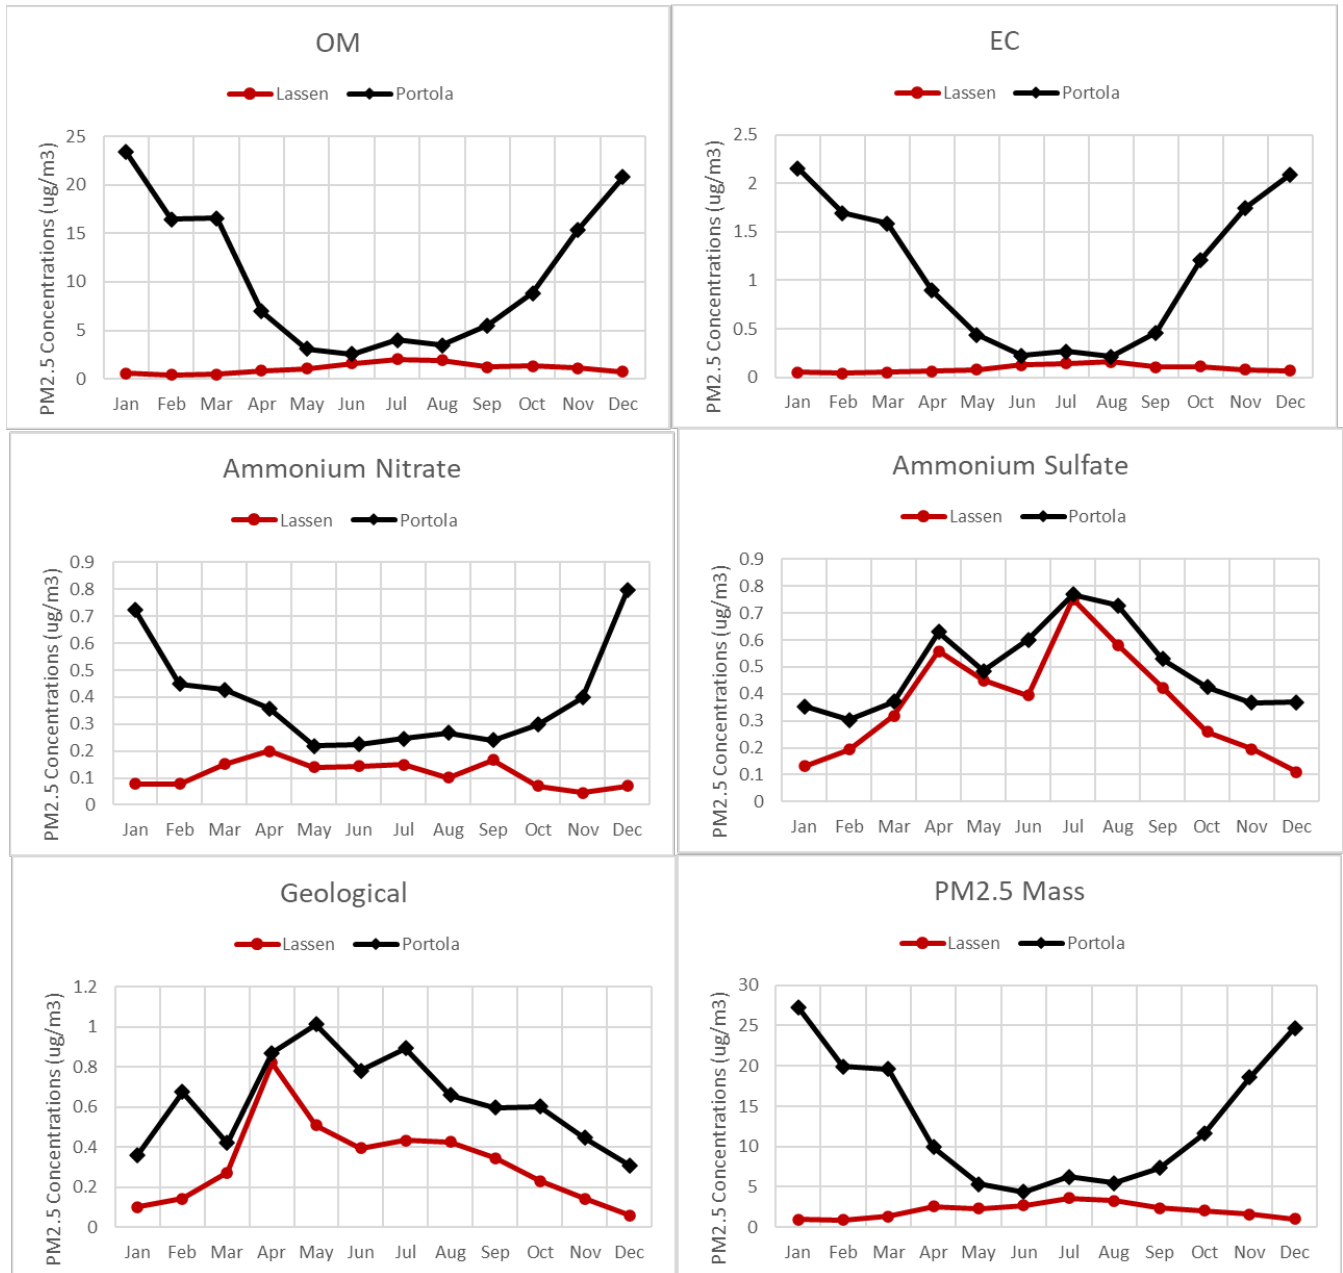 OM
Lassen Portola
PM2.5 Concentrations (ug/m3)
25
20
15
10
5
0
Jan Feb Mar Apr May Jun Jul Aug Sep Oct Nov Dec
EC
Lassen Portola
PM2.5 Concentrations (ug/m3)
2.5
2
1.5
1
0.5
0
Jan Feb Mar Apr May Jun Jul Aug Sep Oct Nov Dec
Ammonium Nitrate
Lassen Portola
PM2.5 Concentrations (ug/m3)
0.9
0.8
0.7
0.6
0.5
0.4
0.3
0.2
0.1
0
Jan Feb Mar Apr May Jun Jul Aug Sep Oct Nov Dec
Ammonium Sulfate
Lassen Portola
PM2.5 Concentrations (ug/m3)
0.9
0.8
0.7
0.6
0.5
0.4
0.3
0.2
0.1
0
Jan Feb Mar Apr May Jun Jul Aug Sep Oct Nov Dec
Geological
Lassen Portola
PM2.5 Concentrations (ug/m3)
1.2
1
0.8
0.6
0.4
0.2
0
Jan Feb Mar Apr May Jun Jul Aug Sep Oct Nov Dec
PM2.5 Mass
Lassen Portola
PM2.5 Concentrations (ug/m3)
30
25
20
15
10
5
0
Jan Feb Mar Apr May Jun Jul Aug Sep Oct Nov Dec